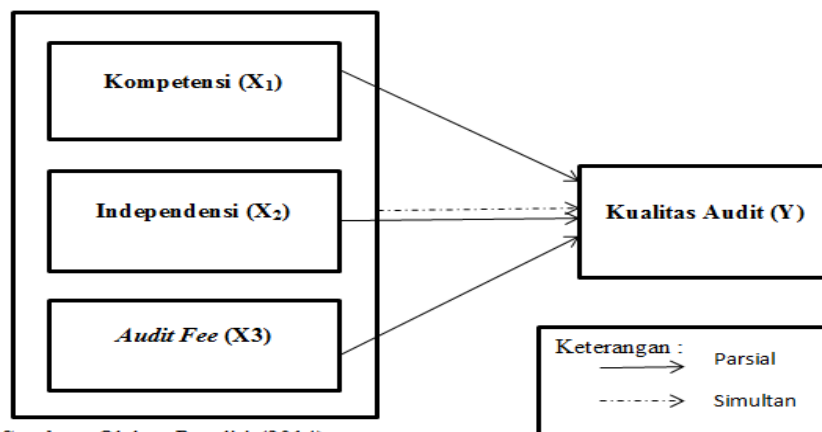 Kompetensi (X₁)
Independensi (X₂)
Audit Fee (X3)
Kualitas Audit (Y)
Keterangan :
Parsial
Simultan